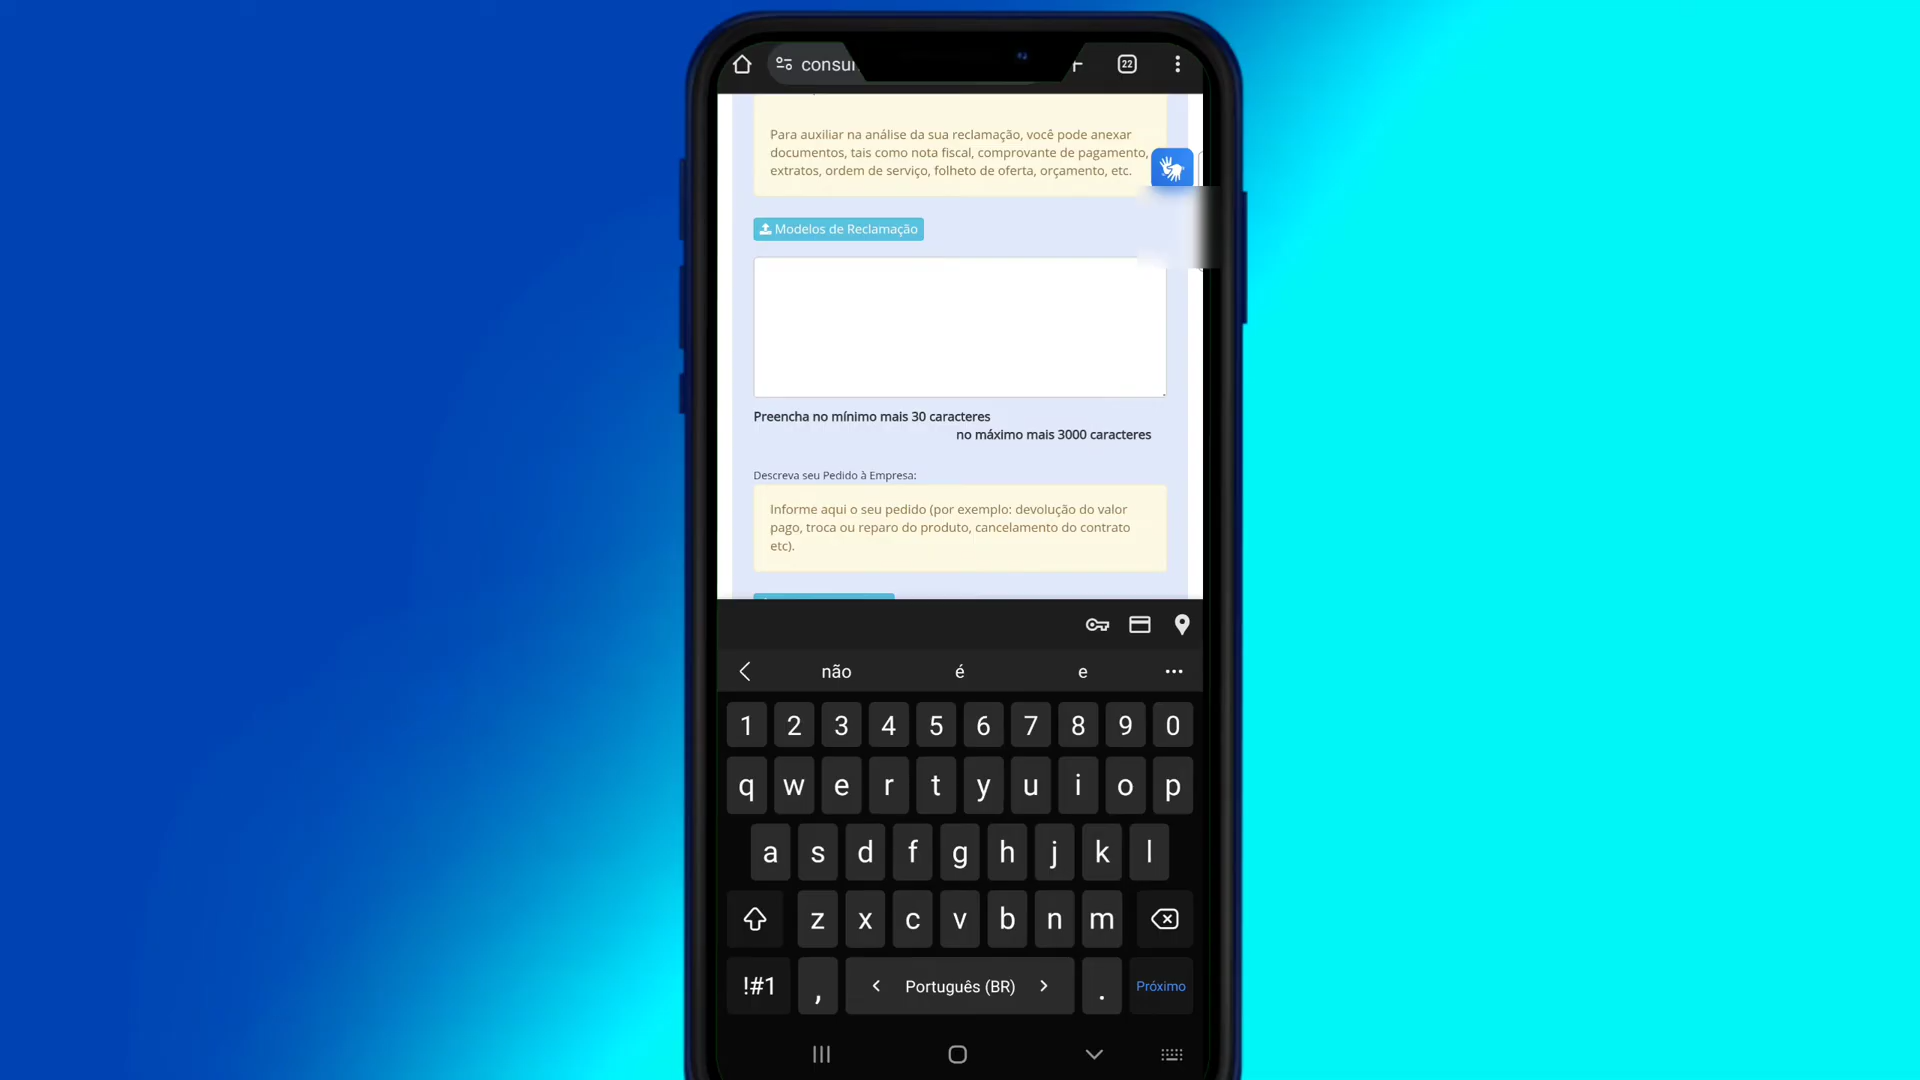 consu
22
Para auxiliar na análise da sua reclamação, você pode anexar
documentos, tais como nota fiscal, comprovante de pagamento,
extratos, ordem de serviço, folheto de oferta, orçamento, etc.
Modelos de Reclamação
Preencha no mínimo mais 30 caracteres
no máximo mais 3000 caracteres
Descreva seu Pedido à Empresa:
Informe aqui o seu pedido (por exemplo: devolução do valor
pago, troca ou reparo do produto, cancelamento do contrato
etc).
não é e
1 2 3 4 5 6 7 8 9 0
q w e r t y u i o p
a s d f g h j k l
z x c v b n m
!#1 , Português (BR) . Próximo